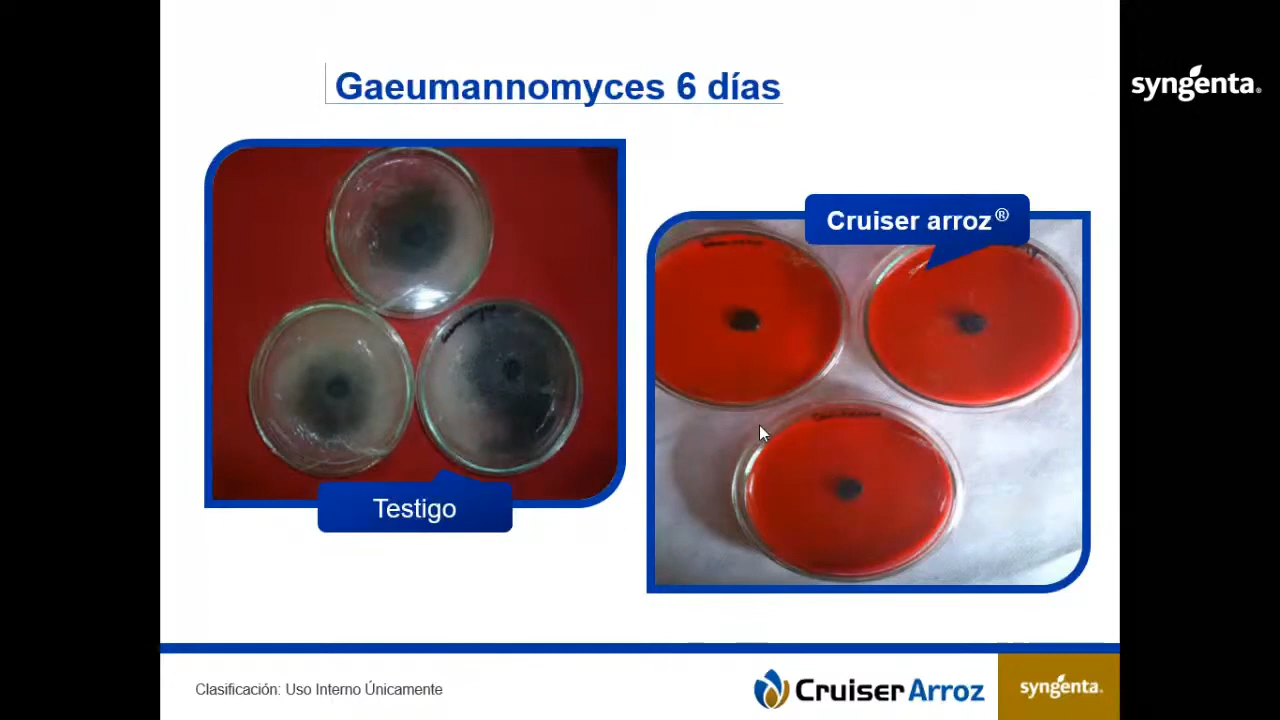 Gaeumannomyces 6 días
syngenta®
Cruiser arroz®
Testigo
Clasificación: Uso Interno Únicamente
Cruiser Arroz
syngenta.